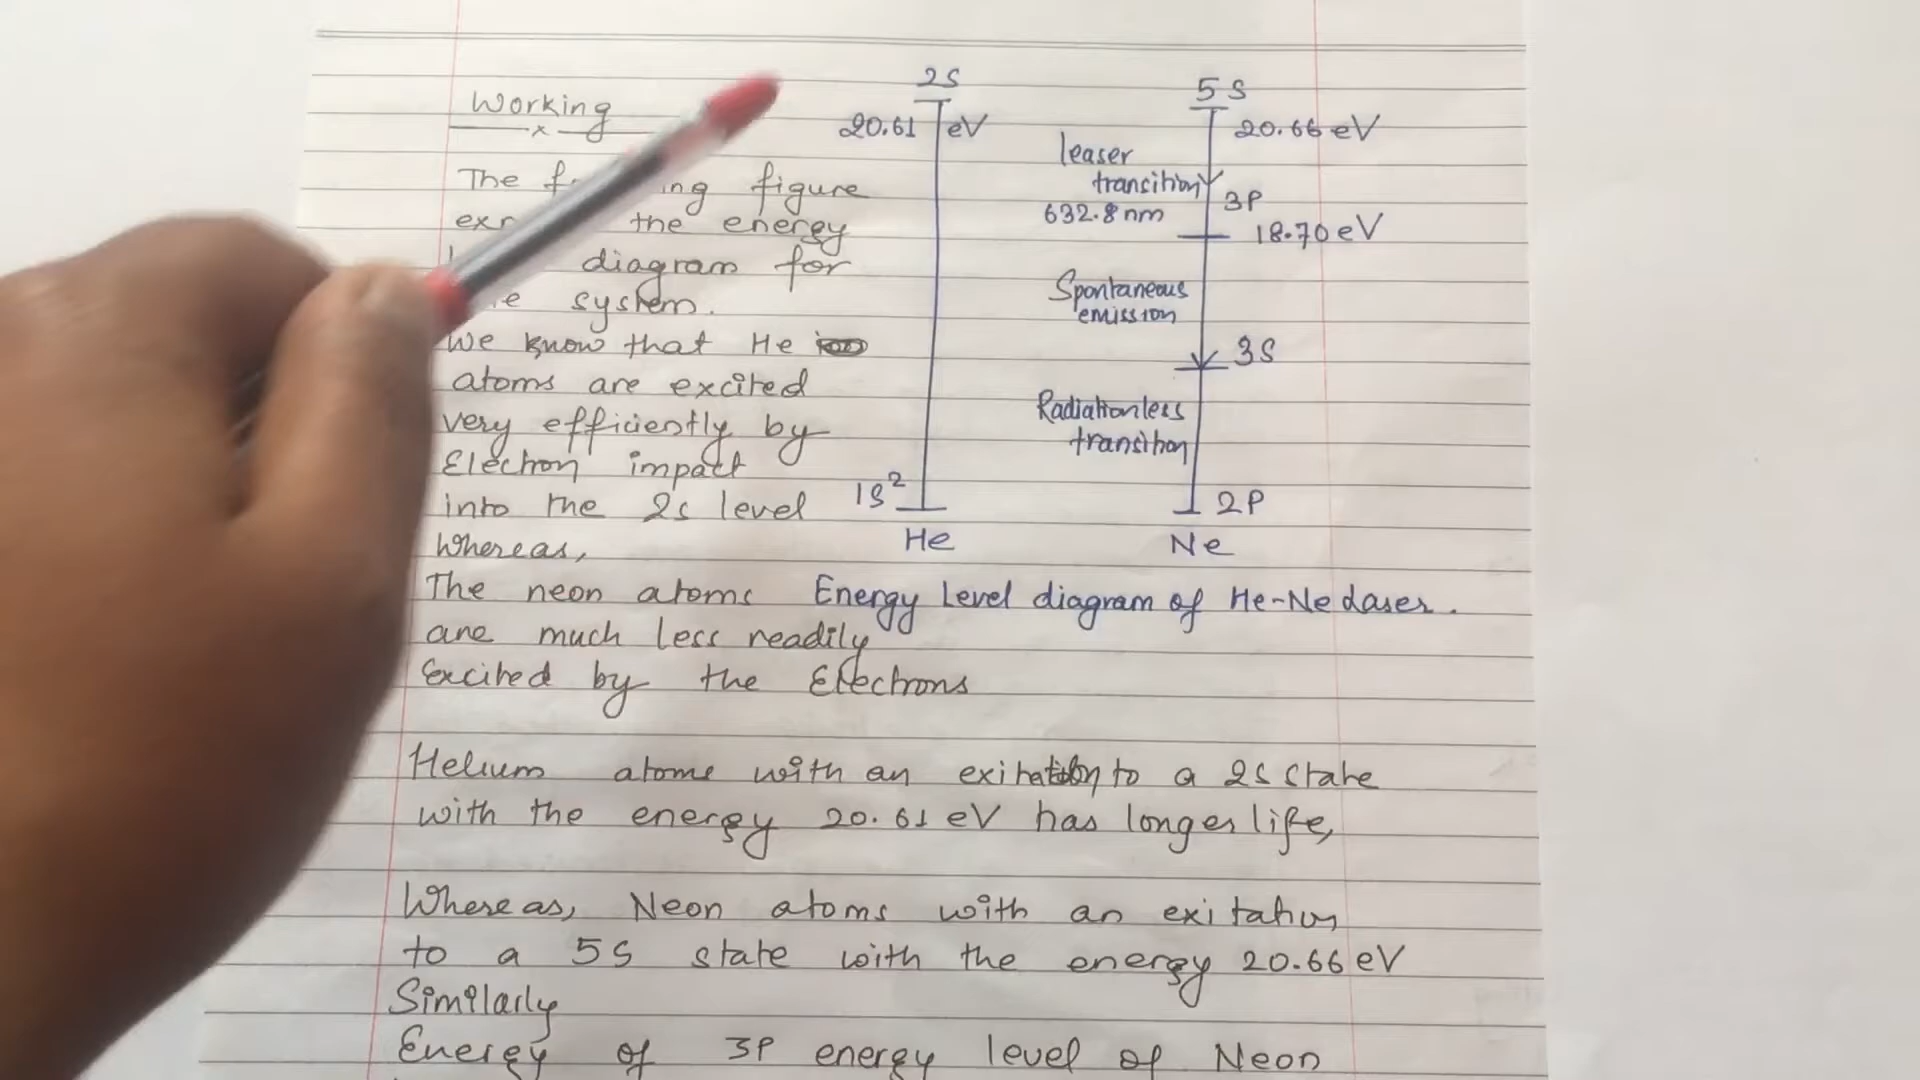 Working
The ing figure
the energy
diagram for
system.
We know that He
atoms are excited
very efficiently by
Electron impact
into the 2s level
Whereas,
The neon atoms
are much less readily
Excited by the Electrons
2S
20.61 eV
1S²
He
5S
20.66 eV
leaser
transition
632.8 nm
3P
18.70 eV
Spontaneous
emission
3S
Radiationless
transition
2P
Ne
Energy Level diagram of He-Ne Laser.
Helium atoms with an to a 2s state
with the energy 20.61 eV has longer life,
Whereas, Neon atoms with an exitation
to a 5S state with the energy 20.66 eV
Similarly
Energy of 3P energy level of Neon